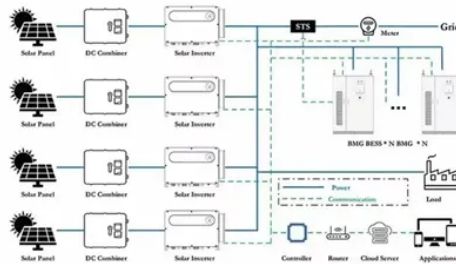 STS
Meter
Grid
Solar Panel DC Combiner Solar Inverter
Solar Panel DC Combiner Solar Inverter
BMG BESS * N BMG * N
Solar Panel DC Combiner Solar Inverter
Power
Communication
Load
Solar Panel DC Combiner Solar Inverter
Controller Router Cloud Server Applications